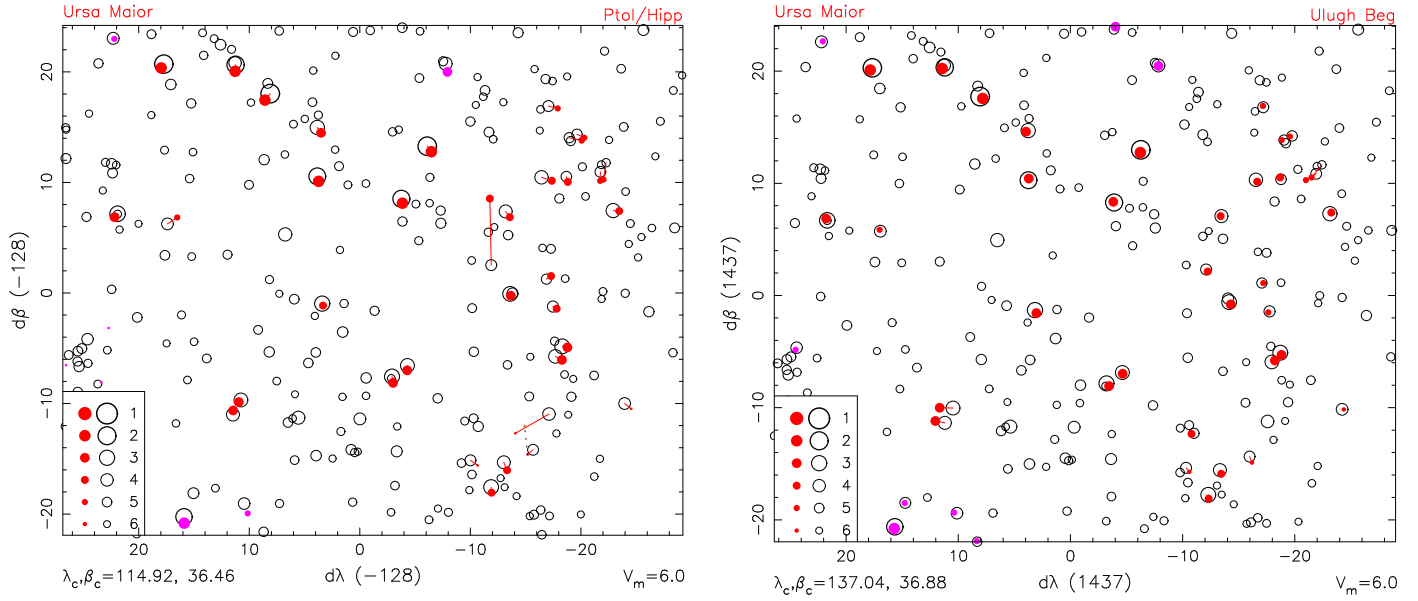 Ursa Maior
Ptol/Hipp
20
10
0
−10
−20
dβ (−128)
1
2
3
4
5
6
20
10
0
−10
−20
λc,βc=114.92, 36.46
dλ (−128)
Vm=6.0
Ursa Maior
Ulugh Beg
20
10
0
−10
−20
dβ (1437)
1
2
3
4
5
6
20
10
0
−10
−20
λc,βc=137.04, 36.88
dλ (1437)
Vm=6.0